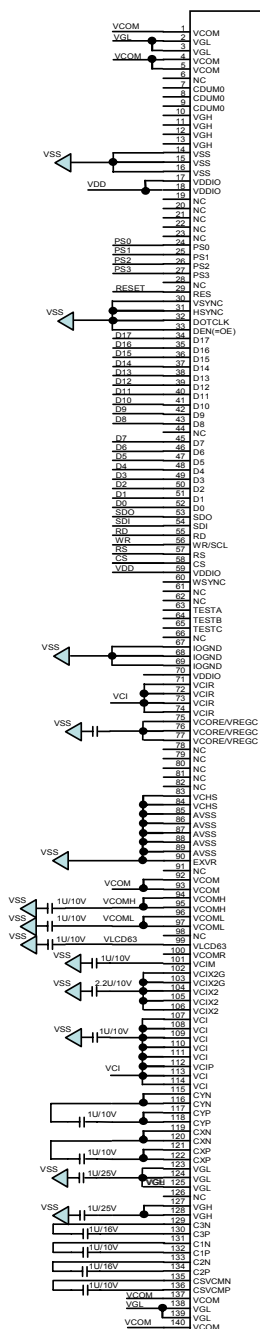 VCOM 1 VCOM
VGL 2 VGL
3 VGL
VCOM 4 VCOM
5 VCOM
6 NC
7 CDUM0
8 CDUM0
9 CDUM0
10 VGH
11 VGH
12 VGH
13 VGH
14 VSS
VSS 15 VSS
16 VSS
17 VDDIO
VDD 18 VDDIO
19 NC
20 NC
21 NC
22 NC
23 NC
PS0 24 PS0
PS1 25 PS1
PS2 26 PS2
PS3 27 PS3
28 NC
RESET 29 RES
30 VSYNC
31 HSYNC
VSS 32 DOTCLK
33 DEN(=OE)
D17 34 D17
D16 35 D16
D15 36 D15
D14 37 D14
D13 38 D13
D12 39 D12
D11 40 D11
D10 41 D10
D9 42 D9
D8 43 D8
44 NC
D7 45 D7
D6 46 D6
D5 47 D5
D4 48 D4
D3 49 D3
D2 50 D2
D1 51 D1
D0 52 D0
SDO 53 SDO
SDI 54 SDI
RD 55 RD
WR 56 WR/SCL
RS 57 RS
CS 58 CS
VDD 59 VDDIO
60 WSYNC
61 NC
62 NC
63 TESTA
64 TESTB
65 TESTC
66 NC
67 IOGND
VSS 68 IOGND
69 IOGND
70 VDDIO
71 VCIR
72 VCIR
VCI 73 VCIR
74 VCIR
75 VCORE/VREGC
VSS 76 VCORE/VREGC
77 VCORE/VREGC
78 NC
79 NC
80 NC
81 NC
82 NC
83 VCHS
84 VCHS
85 AVSS
86 AVSS
87 AVSS
88 AVSS
89 AVSS
VSS 90 EXVR
91 NC
92 VCOM
VCOM 93 VCOM
94 VCOMH
VSS 1U/10V VCOMH 95 VCOMH
96 VCOML
VSS 1U/10V VCOML 97 VCOML
98 NC
VSS 1U/10V VLCD63 99 VLCD63
100 VCOMR
VSS 1U/10V 101 VCIM
102 VCIX2G
103 VCIX2G
VSS 2.2U/10V 104 VCIX2
105 VCIX2
106 VCIX2
107 VCI
108 VCI
VSS 1U/10V 109 VCI
110 VCI
111 VCI
112 VCIP
VCI 113 VCI
114 VCI
115 CYN
116 CYN
117 CYP
1U/10V 118 CYP
119 CXN
120 CXN
121 CXP
1U/10V 122 CXP
123 VGL
VSS 1U/25V 124 VGL
VGL 125 VGL
126 NC
127 VGH
VSS 1U/25V 128 VGH
129 C3N
1U/16V 130 C3P
131 C1N
1U/10V 132 C1P
133 C2N
1U/16V 134 C2P
135 CSVCMN
1U/10V 136 CSVCMP
VCOM 137 VCOM
VGL 138 VGL
139 VGL
VCOM 140 VCOM